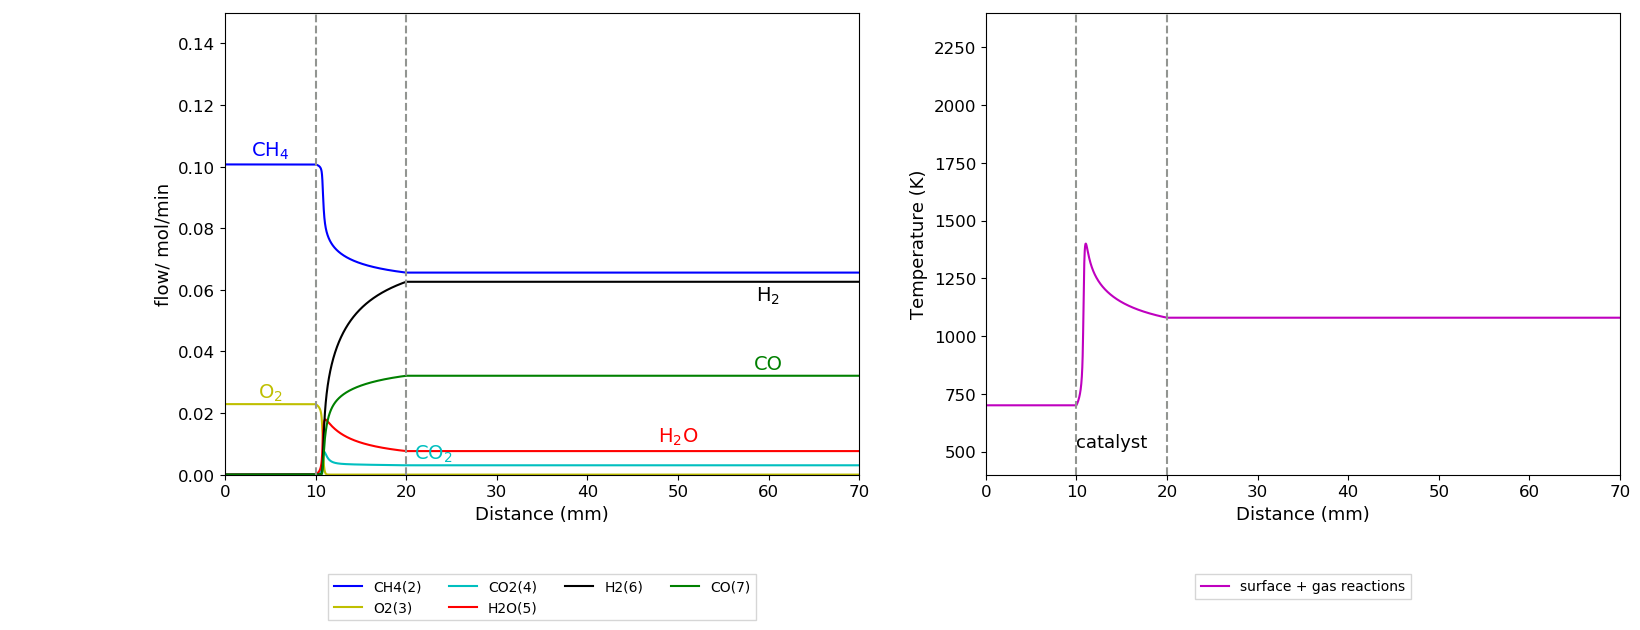 0.14
0.12
0.10
0.08
0.06
0.04
0.02
0.00
flow/ mol/min
CH₄
O₂
H₂
CO
H₂O
CO₂
0 10 20 30 40 50 60 70
Distance (mm)
CH4(2) CO2(4) H2(6) CO(7)
O2(3) H2O(5)
2250
2000
1750
1500
1250
1000
750
500
Temperature (K)
catalyst
0 10 20 30 40 50 60 70
Distance (mm)
surface + gas reactions